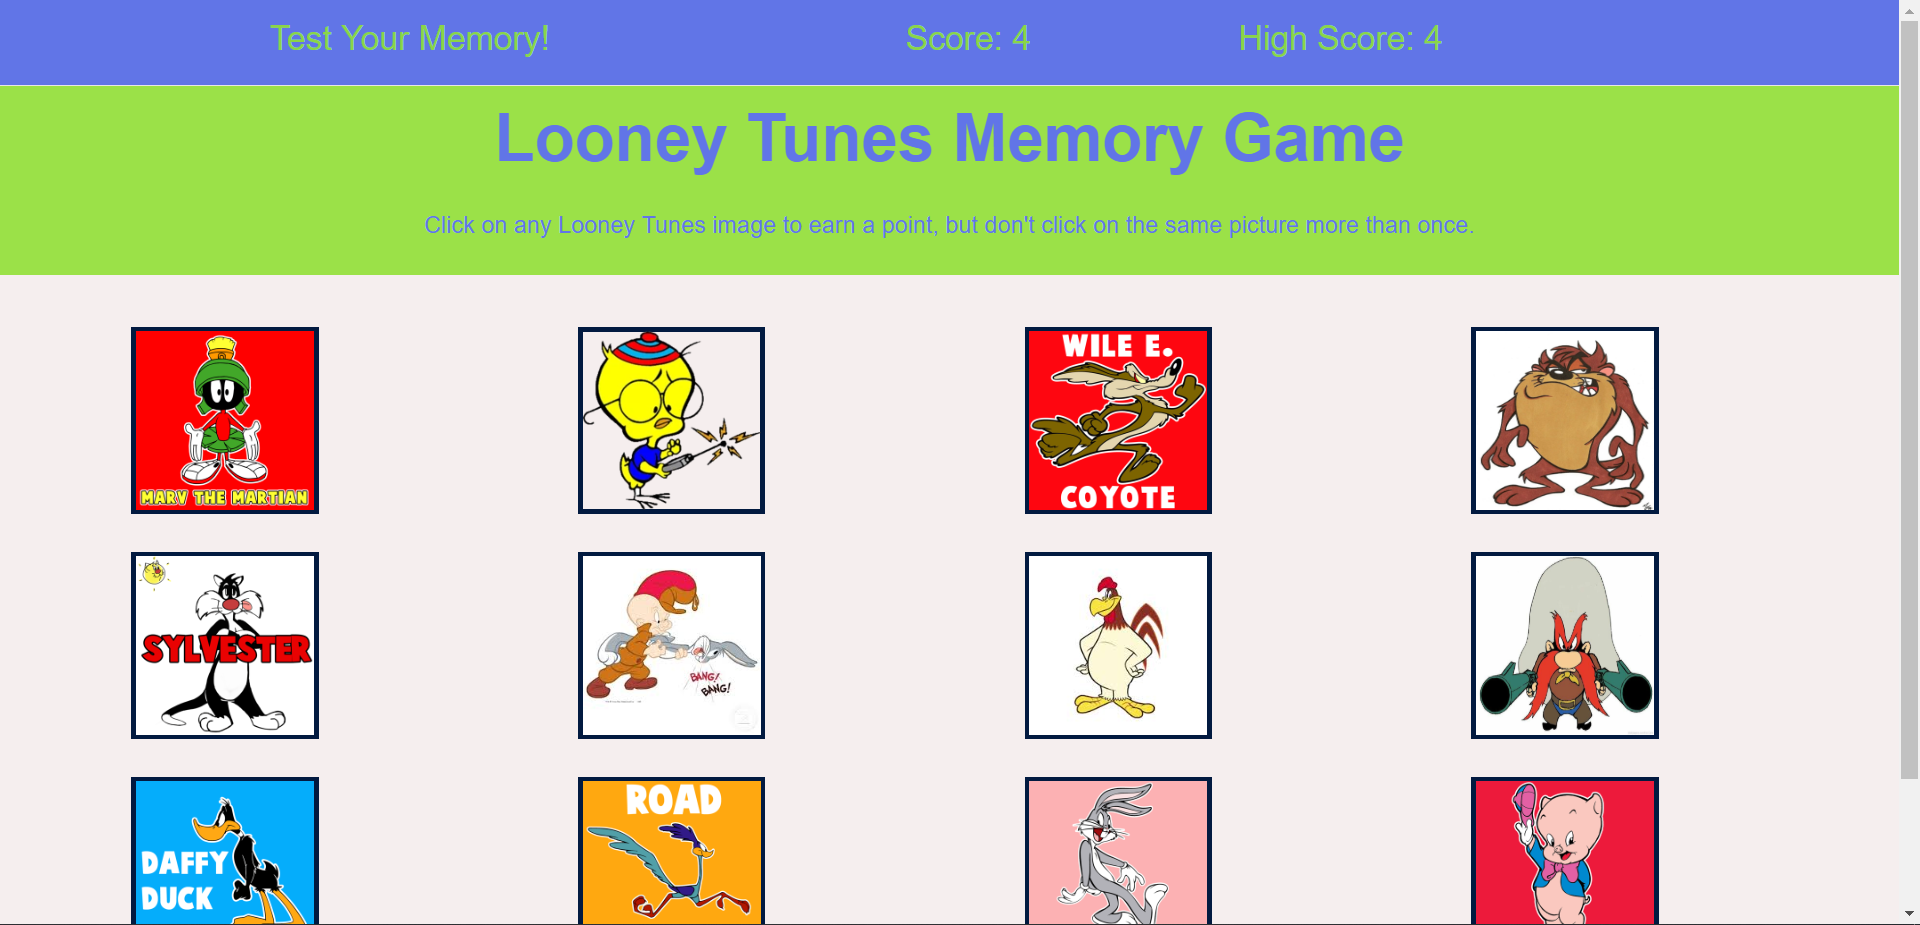 Test Your Memory!
Score: 4
High Score: 4
Looney Tunes Memory Game
Click on any Looney Tunes image to earn a point, but don't click on the same picture more than once.
MARV THE MARTIAN
WILE E.
COYOTE
SYLVESTER
BANG!
BANG!
DAFFY
DUCK
ROAD